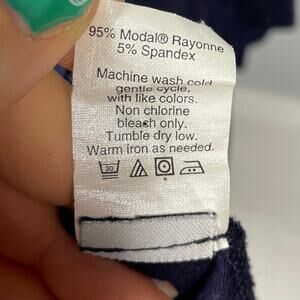 95% Modal® Rayonne
5% Spandex
Machine wash cold
gentle cycle,
with like colors.
Non chlorine
bleach only.
Tumble dry low.
Warm iron as needed.
30